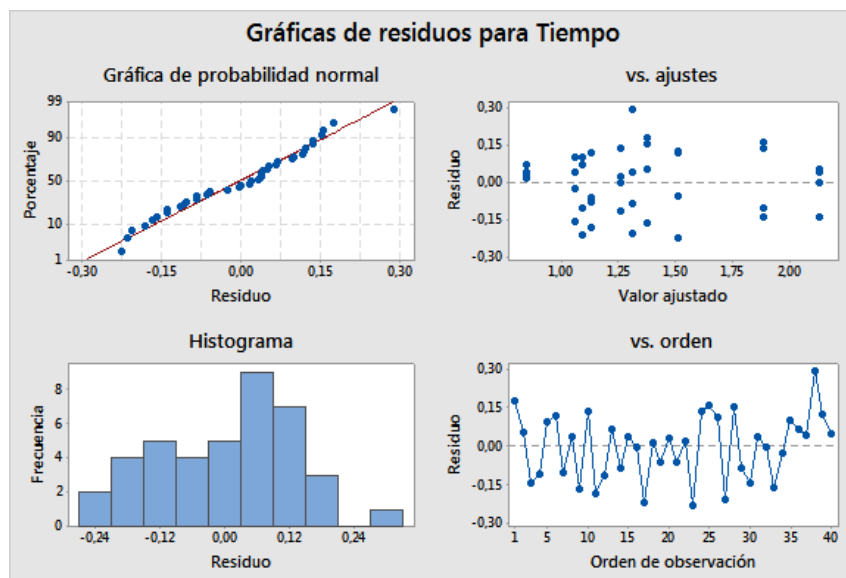 Gráficas de residuos para Tiempo
Gráfica de probabilidad normal
99
90
50
10
1
Porcentaje
-0,30 -0,15 0,00 0,15 0,30
Residuo
vs. ajustes
0,30
0,15
0,00
-0,15
-0,30
Residuo
1,00 1,25 1,50 1,75 2,00
Valor ajustado
Histograma
8
6
4
2
0
Frecuencia
-0,24 -0,12 0,00 0,12 0,24
Residuo
vs. orden
0,30
0,15
0,00
-0,15
-0,30
Residuo
1 5 10 15 20 25 30 35 40
Orden de observación